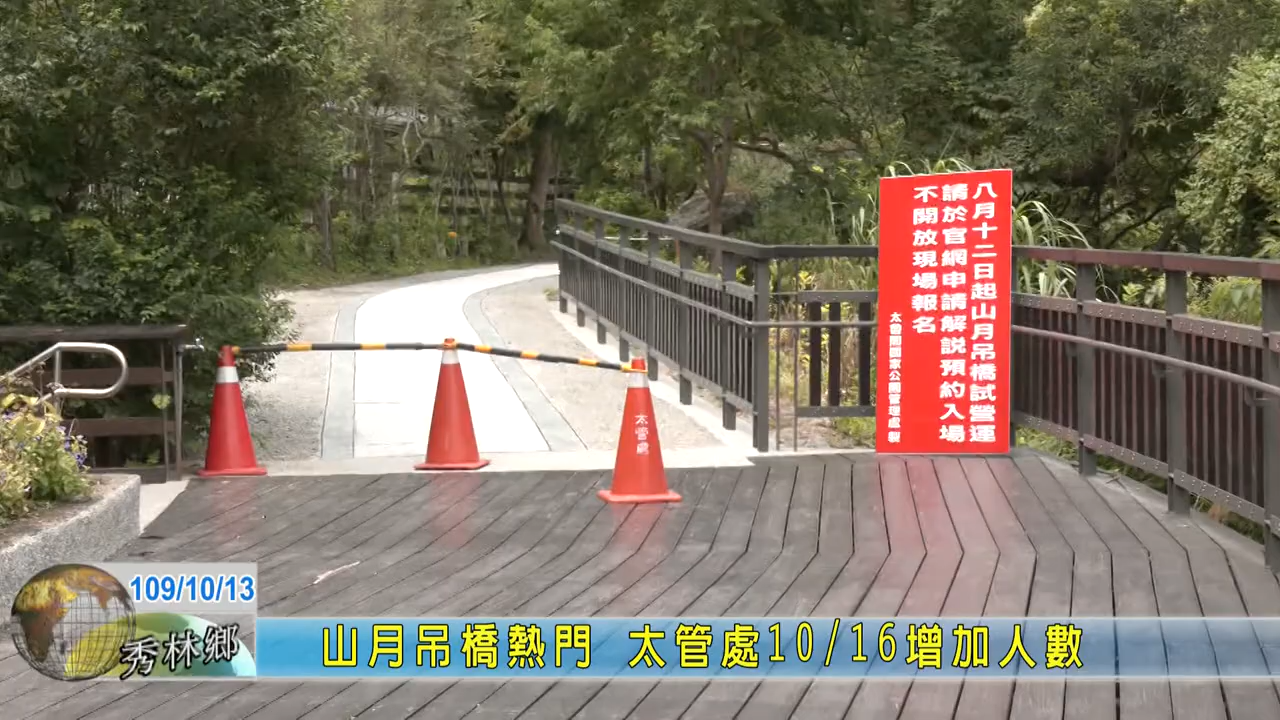 八月十二日起山月吊橋試營運
請於官網申請解說預約入場
不開放現場報名
太魯閣國家公園管理處製
太管處
109/10/13
秀林鄉
山月吊橋熱門 太管處10/16增加人數